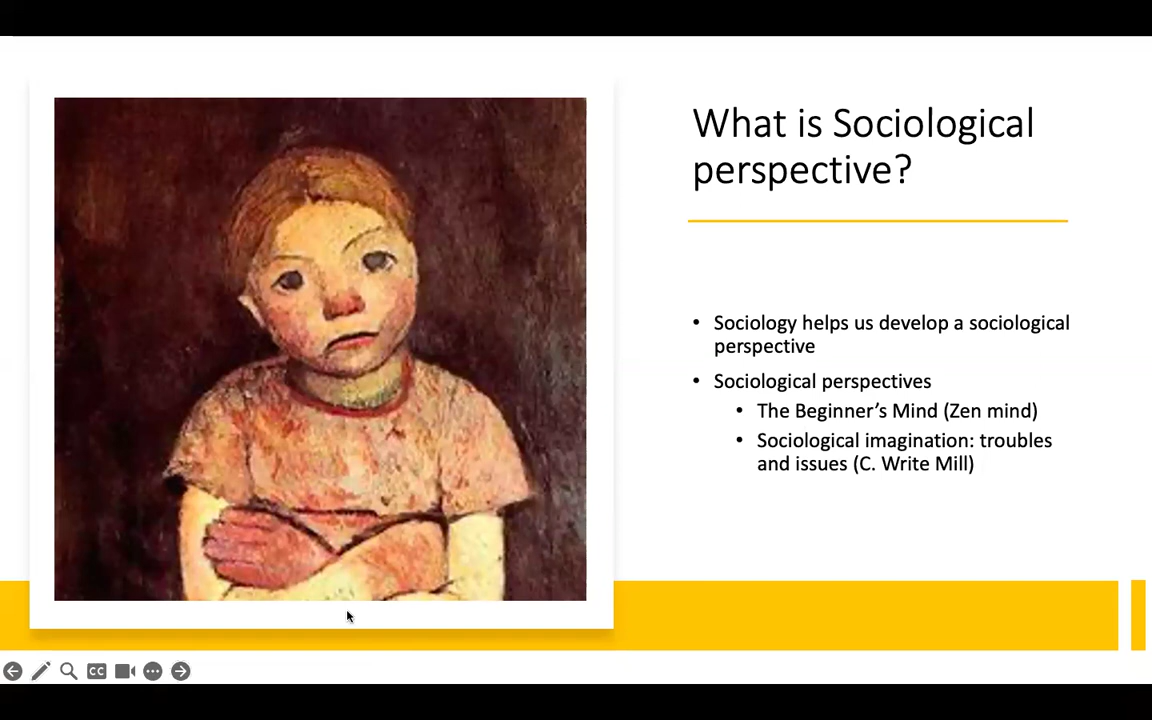 What is Sociological
perspective?
• Sociology helps us develop a sociological
perspective
• Sociological perspectives
• The Beginner's Mind (Zen mind)
• Sociological imagination: troubles
and issues (C. Write Mill)
CC